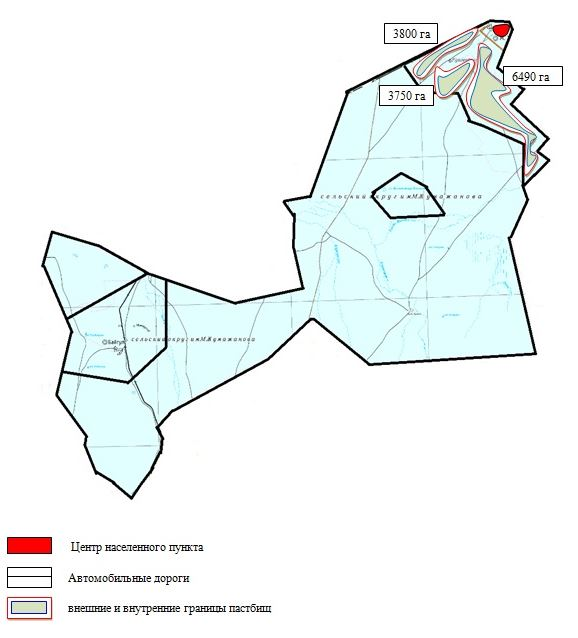 3800 га
6490 га
3750 га
сельский округ им М.Жумажанова
сельский округ им М.Жумажанова
Центр населенного пункта
Автомобильные дороги
внешние и внутренние границы пастбищ